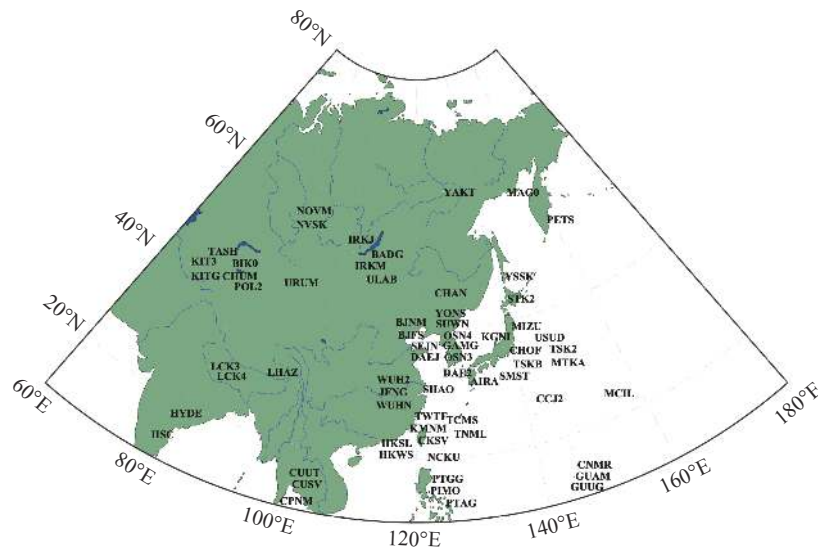 80°N
60°N
YAKT
MAG0
NOVM
PETS
NVSK
40°N
IRKJ
TASH
BADG
KIT3
BIK0
IRKM
YSSK
KITG
CHUM
ULAB
POL2
URUM
CHAN
STK2
20°N
YONS
BJNM
SUWN
MIZU
BJFS
OSN4
KGNI
USUD
SEJN
GAMG
CHOF
TSK2
DAEJ
OSN3
TSKB
MTKA
LCK3
LHAZ
DAE2
SMST
LCK4
WUH2
AIRA
60°E
JFNG
SHAO
MCIL
180°F
WUHN
CCJ2
HYDE
TWTF
TCMS
KMNM
HSC
CKSV
TNML
80°E
HKSL
HKWS
NCKU
CNMR
160°E
CUUT
PTGG
GUAM
CUSV
PIMO
GUUG
CPNM
PTAG
100°E
140°E
120°E